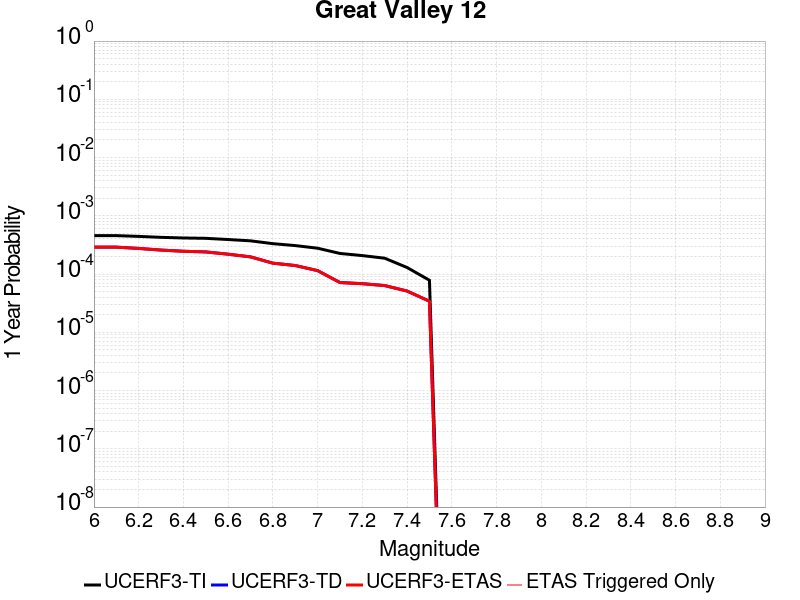 Great Valley 12
10^0
10^-1
10^-2
10^-3
10^-4
10^-5
10^-6
10^-7
10^-8
1 Year Probability
6 6.2 6.4 6.6 6.8 7 7.2 7.4 7.6 7.8 8 8.2 8.4 8.6 8.8 9
Magnitude
UCERF3-TI UCERF3-TD UCERF3-ETAS ETAS Triggered Only